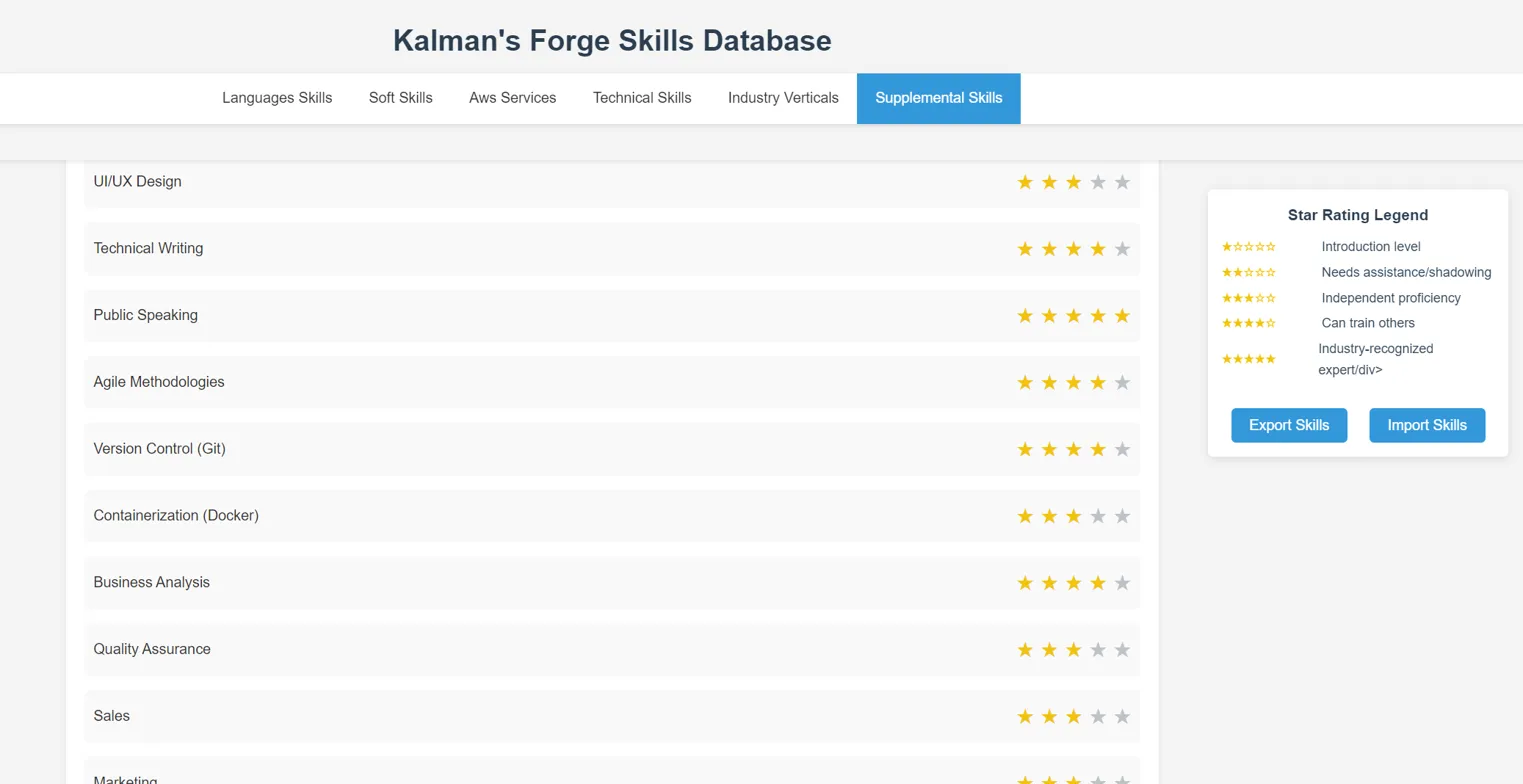 Kalman's Forge Skills Database
Languages Skills Soft Skills Aws Services Technical Skills Industry Verticals Supplemental Skills
UI/UX Design
Technical Writing
Public Speaking
Agile Methodologies
Version Control (Git)
Containerization (Docker)
Business Analysis
Quality Assurance
Sales
Marketing
Star Rating Legend
★☆☆☆☆ Introduction level
★★☆☆☆ Needs assistance/shadowing
★★★☆☆ Independent proficiency
★★★★☆ Can train others
★★★★★ Industry-recognized
expert/div>
Export Skills Import Skills